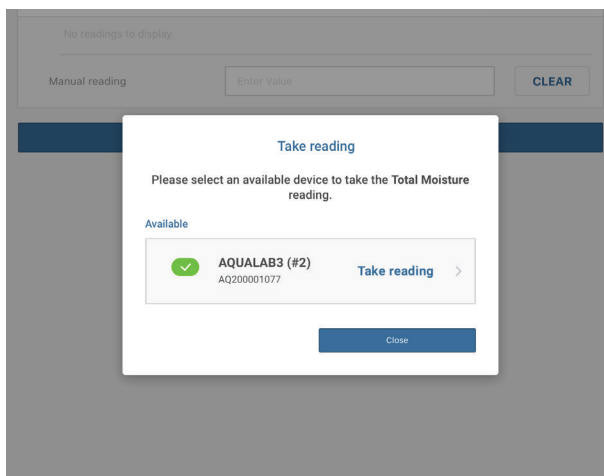 No readings to display.
Manual reading
Enter Value
CLEAR
Take reading
Please select an available device to take the Total Moisture
reading.
Available
AQUALAB3 (#2)
Take reading
AQ200001077
Close